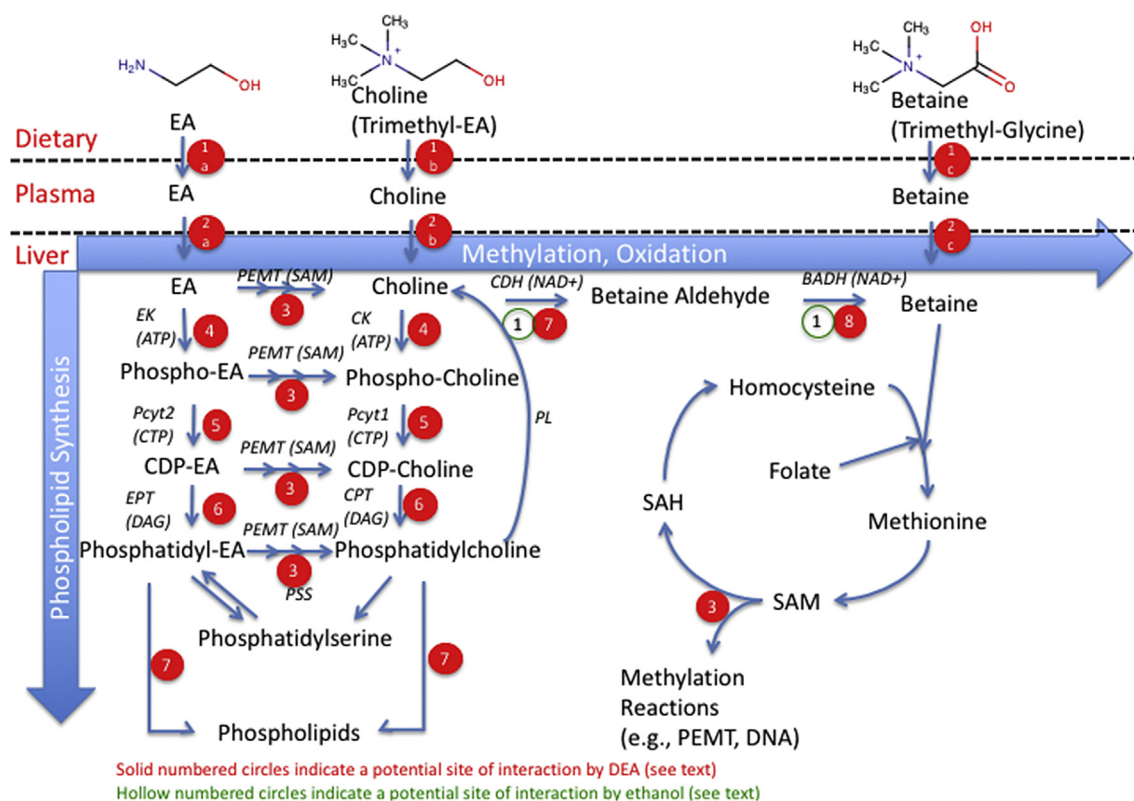 CH₃
CH₃
H₃C
N⁺
H₃C
OH
H₂N
OH
H₃C
N⁺
H₃C
OH
O
CH₃
Choline
(Trimethyl-EA)
Betaine
(Trimethyl-Glycine)
EA
Dietary
1 a
1 b
1 c
Plasma
EA
Choline
Betaine
2 a
2 b
2 c
Liver
Methylation, Oxidation
Phospholipid Synthesis
EA
PEMT (SAM)
3
Choline
CDH (NAD+)
1
7
Betaine Aldehyde
BADH (NAD+)
1
8
Betaine
EK
(ATP)
4
CK
(ATP)
4
Phospho-EA
PEMT (SAM)
3
Phospho-Choline
Homocysteine
Pcyt2
(CTP)
5
Pcyt1
(CTP)
5
PL
CDP-EA
PEMT (SAM)
3
CDP-Choline
Folate
SAH
EPT
(DAG)
6
CPT
(DAG)
6
Methionine
Phosphatidyl-EA
PEMT (SAM)
3
Phosphatidylcholine
PSS
3
SAM
Phosphatidylserine
7
7
Methylation
Reactions
(e.g., PEMT, DNA)
Phospholipids
Solid numbered circles indicate a potential site of interaction by DEA (see text)
Hollow numbered circles indicate a potential site of interaction by ethanol (see text)